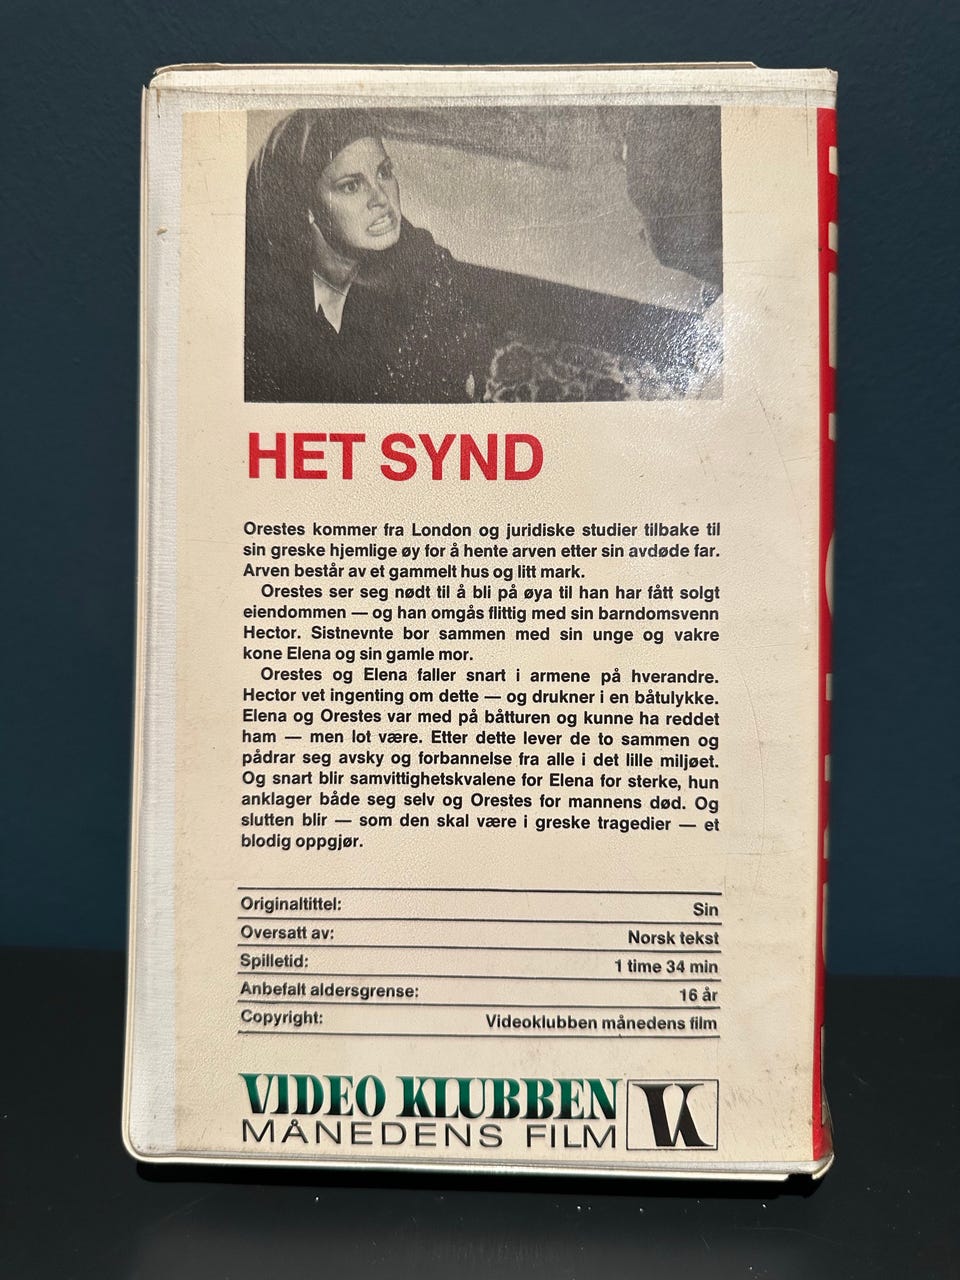 HET SYND
Orestes kommer fra London og juridiske studier tilbake til
sin greske hjemlige øy for å hente arven etter sin avdøde far.
Arven består av et gammelt hus og litt mark.
Orestes ser seg nødt til å bli på øya til han har fått solgt
eiendommen — og han omgås flittig med sin barndomsvenn
Hector. Sistnevnte bor sammen med sin unge og vakre
kone Elena og sin gamle mor.
Orestes og Elena faller snart i armene på hverandre.
Hector vet ingenting om dette — og drukner i en båtulykke.
Elena og Orestes var med på båtturen og kunne ha reddet
ham — men lot være. Etter dette lever de to sammen og
pådrar seg avsky og forbannelse fra alle i det lille miljøet.
Og snart blir samvittighetskvalene for Elena for sterke, hun
anklager både seg selv og Orestes for mannens død. Og
slutten blir — som den skal være i greske tragedier — et
blodig oppgjør.
Originaltittel: Sin
Oversatt av: Norsk tekst
Spilletid: 1 time 34 min
Anbefalt aldersgrense: 16 år
Copyright: Videoklubben månedens film
VIDEO KLUBBEN
MÅNEDENS FILM
VK